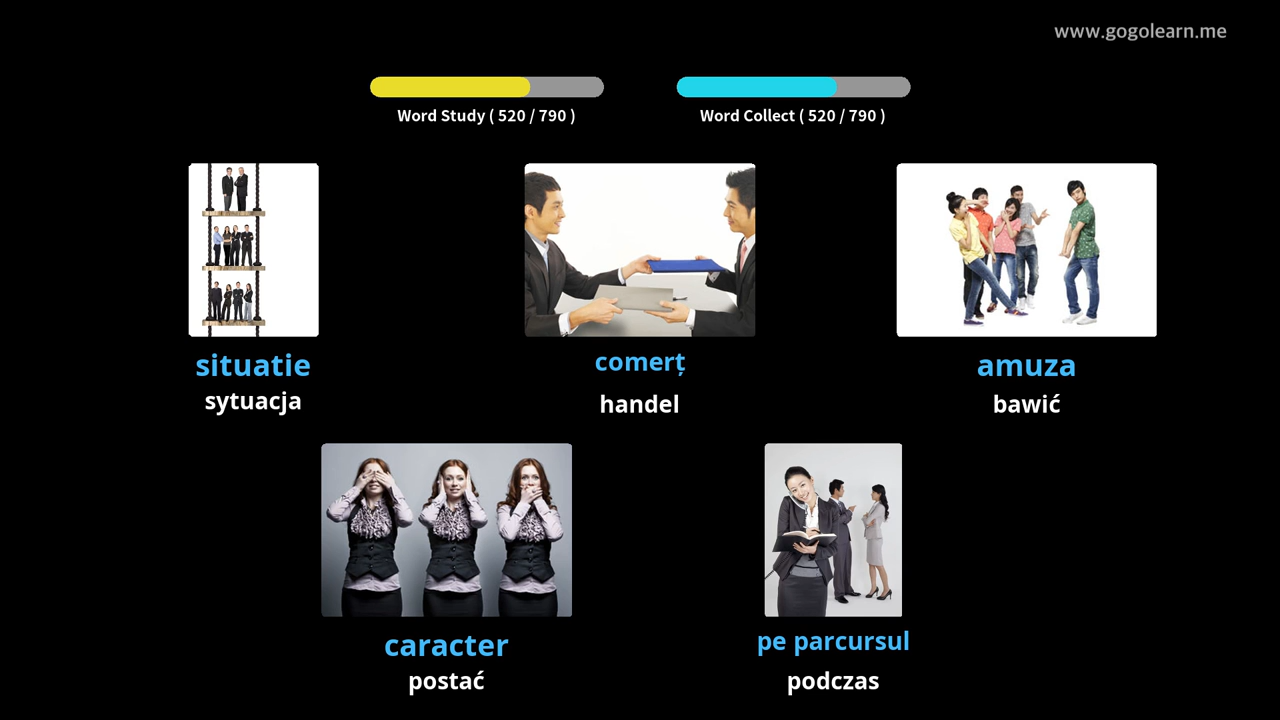 www.gogolearn.me
Word Study ( 520 / 790 )
Word Collect ( 520 / 790 )
situatie
sytuacja
comerț
handel
amuza
bawić
caracter
postać
pe parcursul
podczas